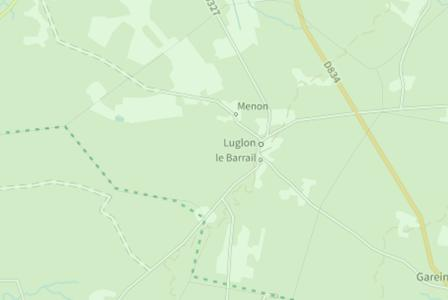 D327
D834
Menon
Luglon
le Barrail
Garein